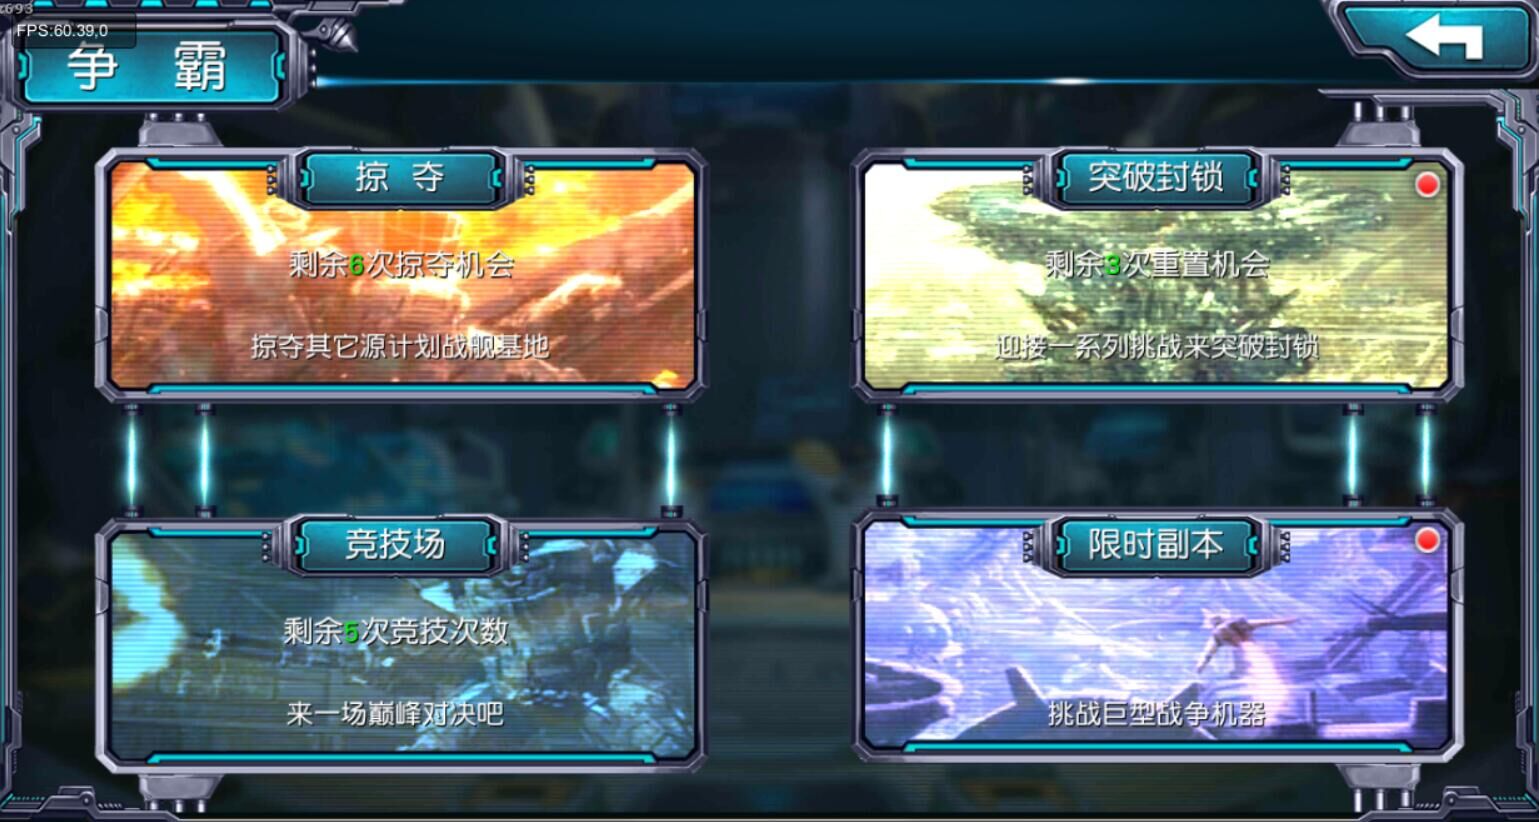 FPS:60.39,0
争 霸
掠 夺
剩余6次掠夺机会
掠夺其它源计划战舰基地
突破封锁
剩余3次重置机会
迎接一系列挑战来突破封锁
竞技场
剩余5次竞技次数
来一场巅峰对决吧
限时副本
挑战巨型战争机器